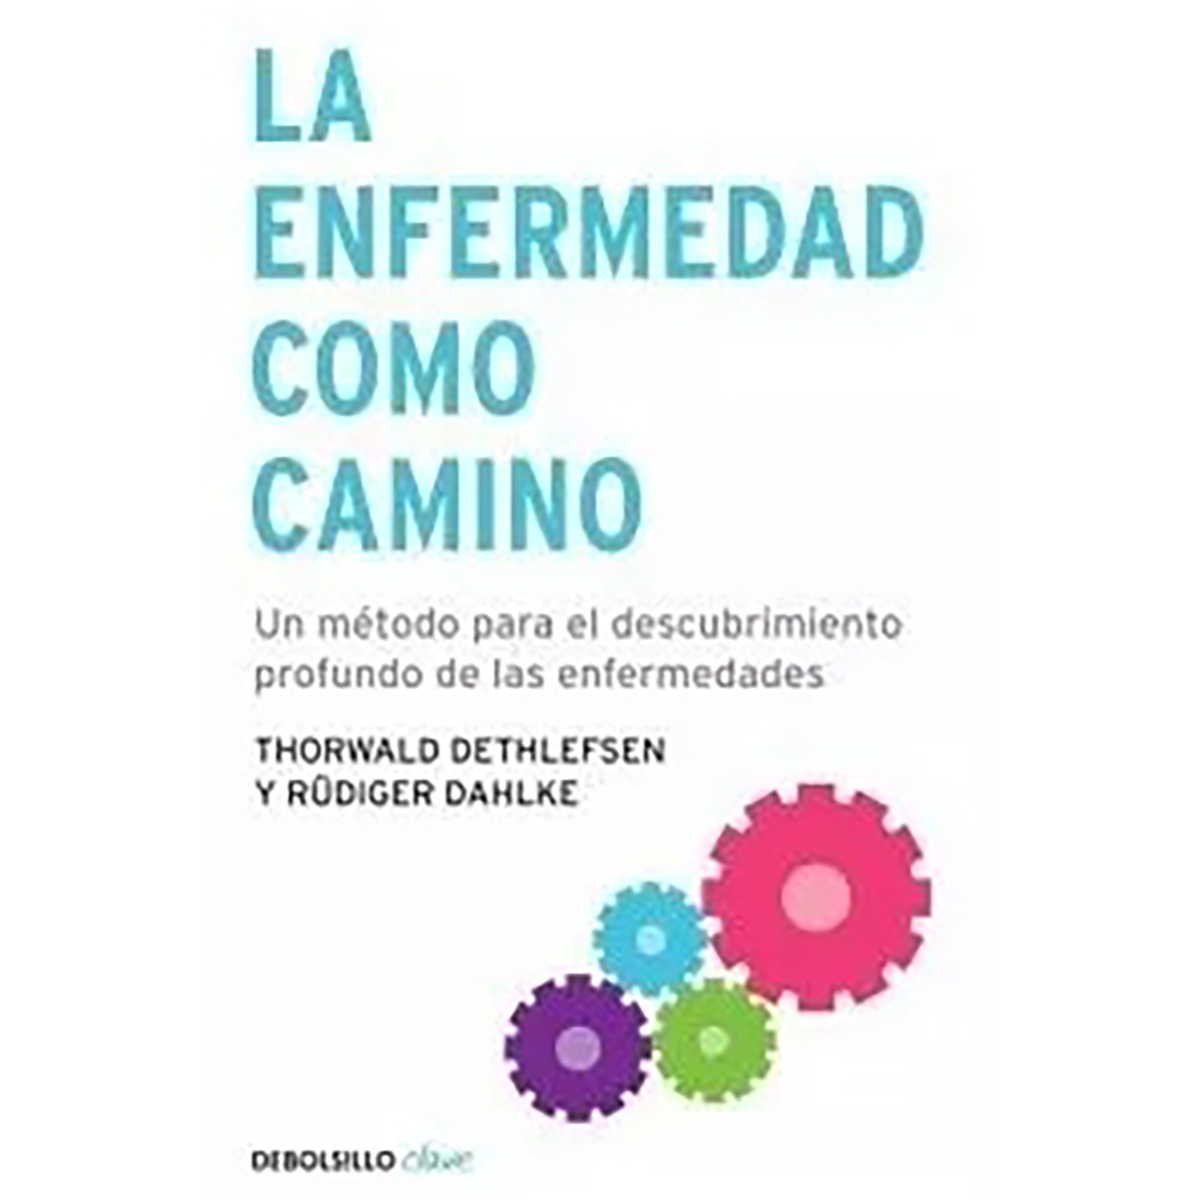 LA
ENFERMEDAD
COMO
CAMINO
Un método para el descubrimiento
profundo de las enfermedades
THORWALD DETHLEFSEN
Y RÜDIGER DAHLKE
DEBOLSILLO clave